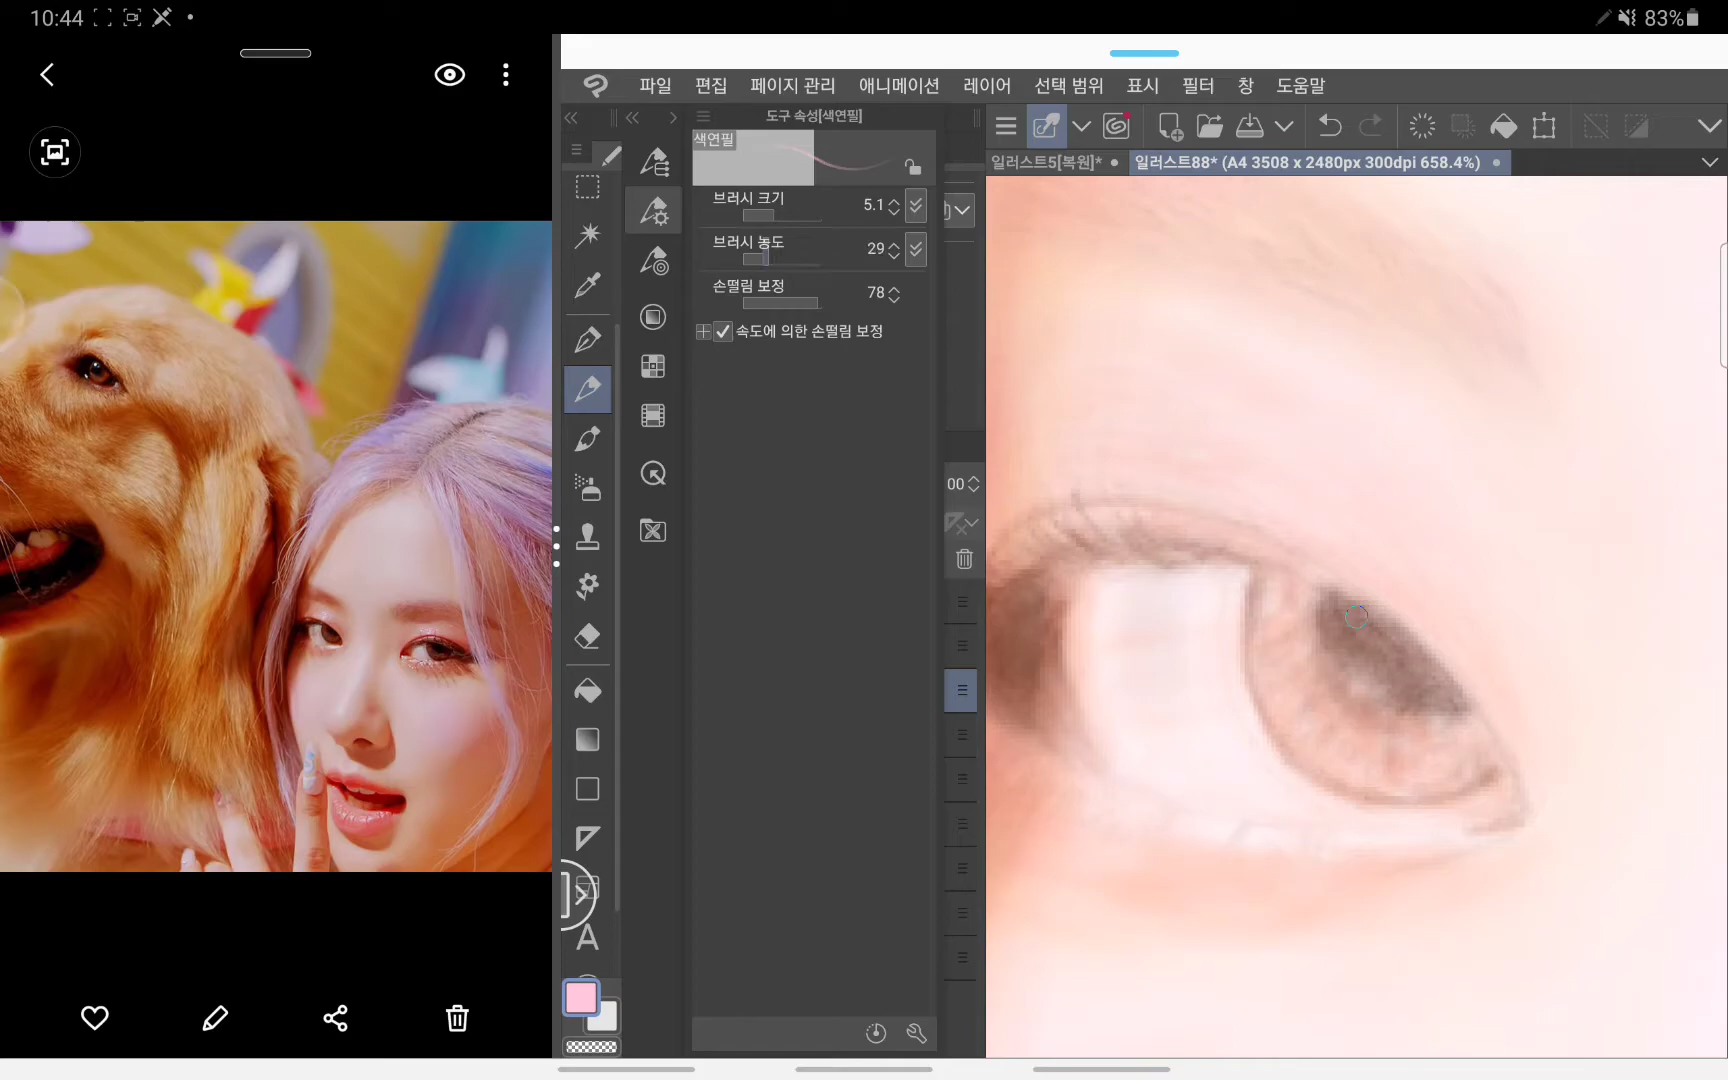 10:44
83%
파일 편집 페이지 관리 애니메이션 레이어 선택 범위 표시 필터 창 도움말
도구 속성[색연필]
색연필
브러시 크기 5.1
브러시 농도 29
손떨림 보정 78
속도에 의한 손떨림 보정
일러스트5[복원]* 일러스트88* (A4 3508 x 2480px 300dpi 658.4%)
00
A